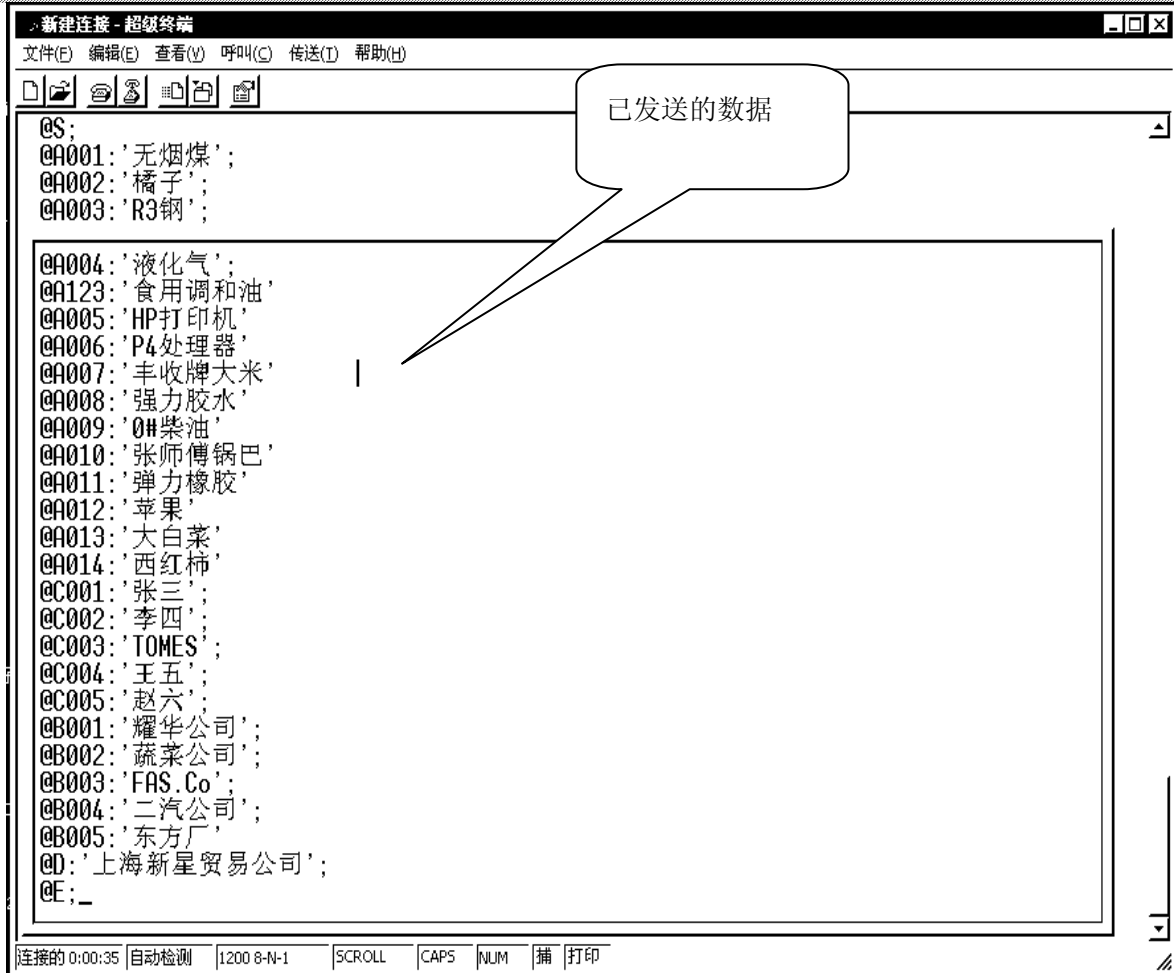 新建连接 - 超级终端
文件(F) 编辑(E) 查看(V) 呼叫(C) 传送(T) 帮助(H)
已发送的数据
@S;
@A001:'无烟煤';
@A002:'橘子';
@A003:'R3钢';
@A004:'液化气';
@A123:'食用调和油'
@A005:'HP打印机'
@A006:'P4处理器'
@A007:'丰收牌大米'
@A008:'强力胶水'
@A009:'0#柴油'
@A010:'张师傅锅巴'
@A011:'弹力橡胶'
@A012:'苹果'
@A013:'大白菜'
@A014:'西红柿'
@C001:'张三';
@C002:'李四';
@C003:'TOMES';
@C004:'王五';
@C005:'赵六';
@B001:'耀华公司';
@B002:'蔬菜公司';
@B003:'FAS.Co';
@B004:'二汽公司';
@B005:'东方厂'
@D:'上海新星贸易公司';
@E;_
连接的 0:00:35 自动检测 1200 8-N-1 SCROLL CAPS NUM 捕 打印